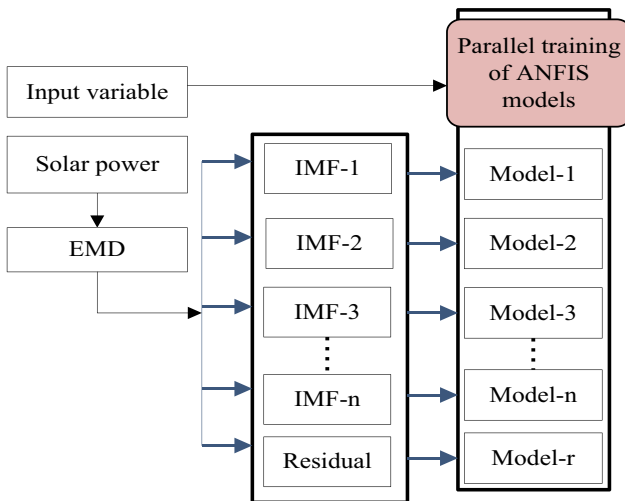 Parallel training
of ANFIS
models
Input variable
Solar power
EMD
IMF-1
IMF-2
IMF-3
IMF-n
Residual
Model-1
Model-2
Model-3
Model-n
Model-r